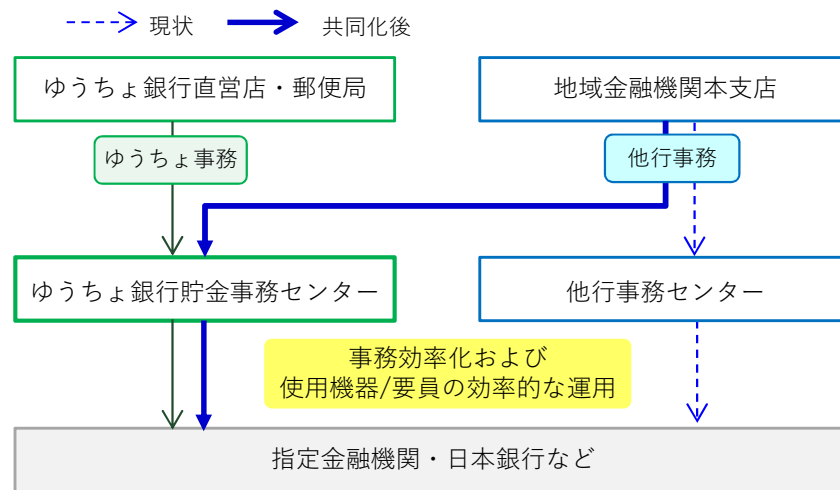 現状
共同化後
ゆうちょ銀行直営店・郵便局
地域金融機関本支店
ゆうちょ事務
他行事務
ゆうちょ銀行貯金事務センター
他行事務センター
事務効率化および
使用機器/要員の効率的な運用
指定金融機関・日本銀行など